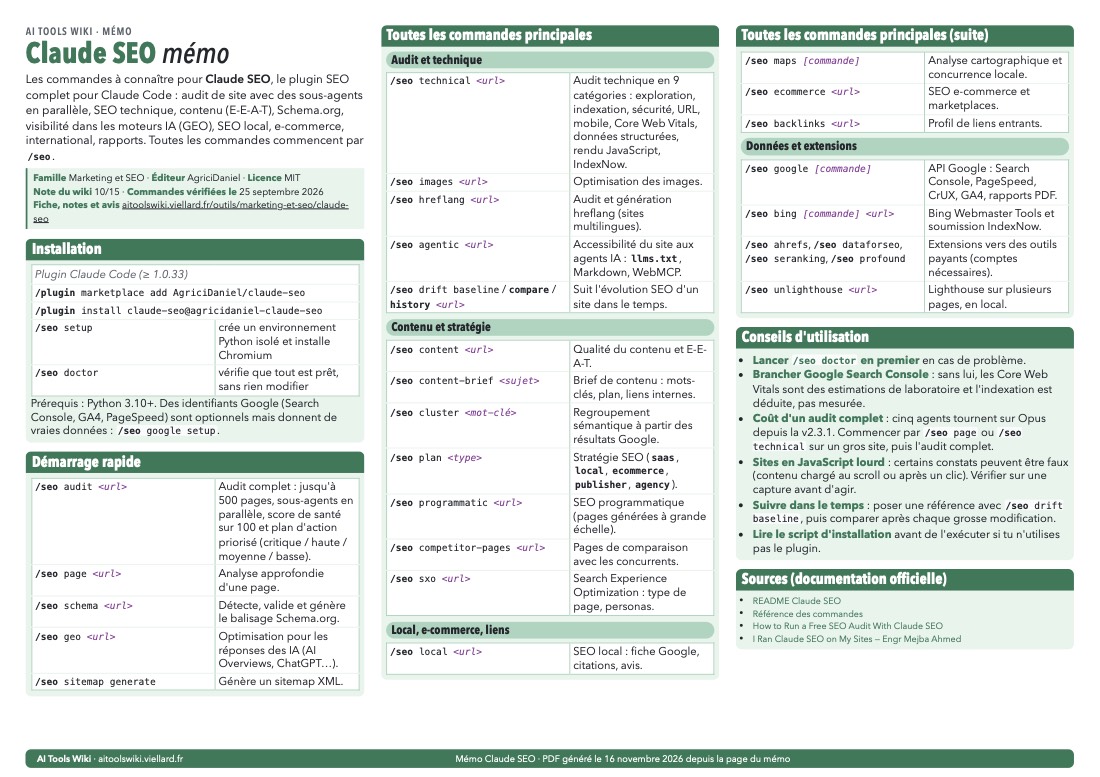 AI TOOLS WIKI · MÉMO
Claude SEO mémo
Les commandes à connaître pour Claude SEO, le plugin SEO
complet pour Claude Code : audit de site avec des sous-agents
en parallèle, SEO technique, contenu (E-E-A-T), Schema.org,
visibilité dans les moteurs IA (GEO), SEO local, e-commerce,
international, rapports. Toutes les commandes commencent par
/seo.
Famille Marketing et SEO · Éditeur AgriciDaniel · Licence MIT
Note du wiki 10/15 · Commandes vérifiées le 25 septembre 2026
Fiche, notes et avis aitoolswiki.viellard.fr/outils/marketing-et-seo/claude-
seo
Installation
Plugin Claude Code (≥ 1.0.33)
/plugin marketplace add AgriciDaniel/claude-seo
/plugin install claude-seo@agricidaniel-claude-seo
/seo setup crée un environnement
Python isolé et installe
Chromium
/seo doctor vérifie que tout est prêt,
sans rien modifier
Prérequis : Python 3.10+. Des identifiants Google (Search
Console, GA4, PageSpeed) sont optionnels mais donnent de
vraies données : /seo google setup.
Démarrage rapide
/seo audit <url> Audit complet : jusqu'à
500 pages, sous-agents en
parallèle, score de santé
sur 100 et plan d'action
priorisé (critique / haute /
moyenne / basse).
/seo page <url> Analyse approfondie
d'une page.
/seo schema <url> Détecte, valide et génère
le balisage Schema.org.
/seo geo <url> Optimisation pour les
réponses des IA (AI
Overviews, ChatGPT…).
/seo sitemap generate Génère un sitemap XML.
Toutes les commandes principales
Audit et technique
/seo technical <url> Audit technique en 9
catégories : exploration,
indexation, sécurité, URL,
mobile, Core Web Vitals,
données structurées,
rendu JavaScript,
IndexNow.
/seo images <url> Optimisation des images.
/seo hreflang <url> Audit et génération
hreflang (sites
multilingues).
/seo agentic <url> Accessibilité du site aux
agents IA : llms.txt,
Markdown, WebMCP.
/seo drift baseline / compare / Suit l'évolution SEO d'un
history <url> site dans le temps.
Contenu et stratégie
/seo content <url> Qualité du contenu et E-E-
A-T.
/seo content-brief <sujet> Brief de contenu : mots-
clés, plan, liens internes.
/seo cluster <mot-clé> Regroupement
sémantique à partir des
résultats Google.
/seo plan <type> Stratégie SEO (saas,
local, ecommerce,
publisher, agency).
/seo programmatic <url> SEO programmatique
(pages générées à grande
échelle).
/seo competitor-pages <url> Pages de comparaison
avec les concurrents.
/seo sxo <url> Search Experience
Optimization : type de
page, personas.
Local, e-commerce, liens
/seo local <url> SEO local : fiche Google,
citations, avis.
Toutes les commandes principales (suite)
/seo maps [commande] Analyse cartographique et
concurrence locale.
/seo ecommerce <url> SEO e-commerce et
marketplaces.
/seo backlinks <url> Profil de liens entrants.
Données et extensions
/seo google [commande] API Google : Search
Console, PageSpeed,
CrUX, GA4, rapports PDF.
/seo bing [commande] <url> Bing Webmaster Tools et
soumission IndexNow.
/seo ahrefs, /seo dataforseo, Extensions vers des outils
/seo seranking, /seo profound payants (comptes
nécessaires).
/seo unlighthouse <url> Lighthouse sur plusieurs
pages, en local.
Conseils d'utilisation
• Lancer /seo doctor en premier en cas de problème.
• Brancher Google Search Console : sans lui, les Core Web
Vitals sont des estimations de laboratoire et l'indexation est
déduite, pas mesurée.
• Coût d'un audit complet : cinq agents tournent sur Opus
depuis la v2.3.1. Commencer par /seo page ou /seo
technical sur un gros site, puis l'audit complet.
• Sites en JavaScript lourd : certains constats peuvent être faux
(contenu chargé au scroll ou après un clic). Vérifier sur une
capture avant d'agir.
• Suivre dans le temps : poser une référence avec /seo drift
baseline, puis comparer après chaque grosse modification.
• Lire le script d'installation avant de l'exécuter si tu n'utilises
pas le plugin.
Sources (documentation officielle)
• README Claude SEO
• Référence des commandes
• How to Run a Free SEO Audit With Claude SEO
• I Ran Claude SEO on My Sites — Engr Mejba Ahmed
AI Tools Wiki · aitoolswiki.viellard.fr
Mémo Claude SEO · PDF généré le 16 novembre 2026 depuis la page du mémo